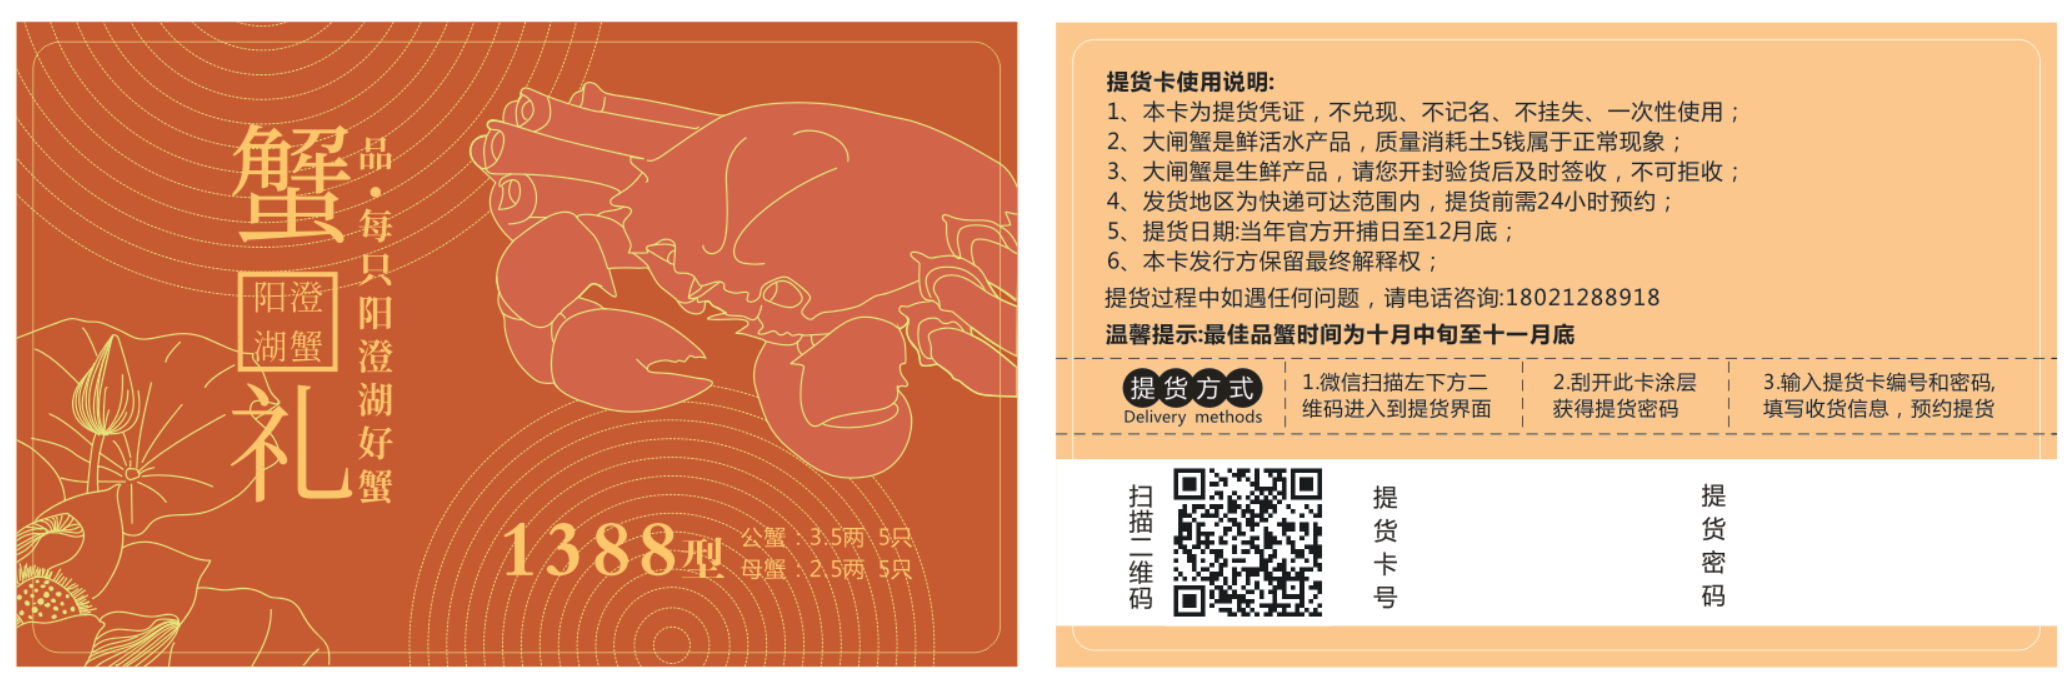 蟹
阳澄
湖蟹
礼
品·每只阳澄湖好蟹
1388型
公蟹：3.5两 5只
母蟹：2.5两 5只
提货卡使用说明:
1、本卡为提货凭证，不兑现、不记名、不挂失、一次性使用；
2、大闸蟹是鲜活水产品，质量消耗土5钱属于正常现象；
3、大闸蟹是生鲜产品，请您开封验货后及时签收，不可拒收；
4、发货地区为快递可达范围内，提货前需24小时预约；
5、提货日期:当年官方开捕日至12月底；
6、本卡发行方保留最终解释权；
提货过程中如遇任何问题，请电话咨询:18021288918
温馨提示:最佳品蟹时间为十月中旬至十一月底
提货方式
Delivery methods
1.微信扫描左下方二
维码进入到提货界面
2.刮开此卡涂层
获得提货密码
3.输入提货卡编号和密码,
填写收货信息，预约提货
扫描二维码
提货卡号
提货密码